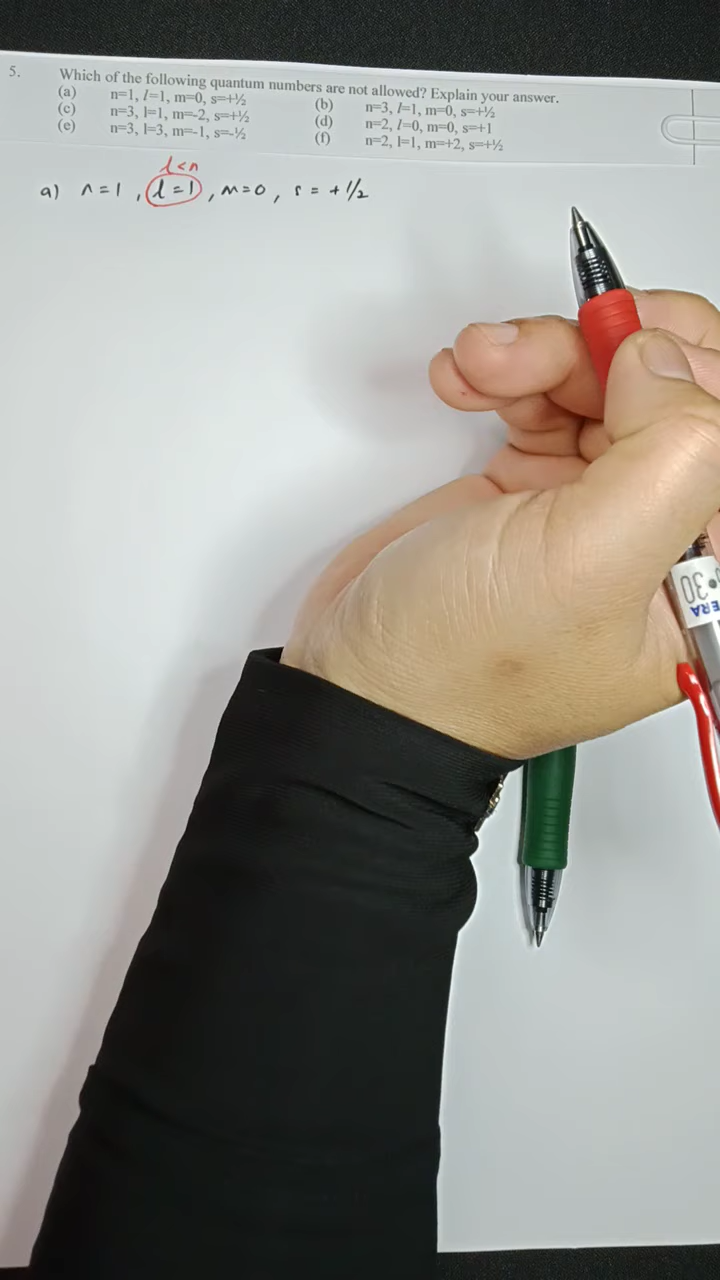 5. Which of the following quantum numbers are not allowed? Explain your answer.
(a) n=1, l=1, m=0, s=+½ (b) n=3, l=1, m=0, s=+½
(c) n=3, l=1, m=-2, s=+½ (d) n=2, l=0, m=0, s=+1
(e) n=3, l=3, m=-1, s=-½ (f) n=2, l=1, m=+2, s=+½
l<n
a) n=1, l=1, m=0, s=+1/2
30
ERA